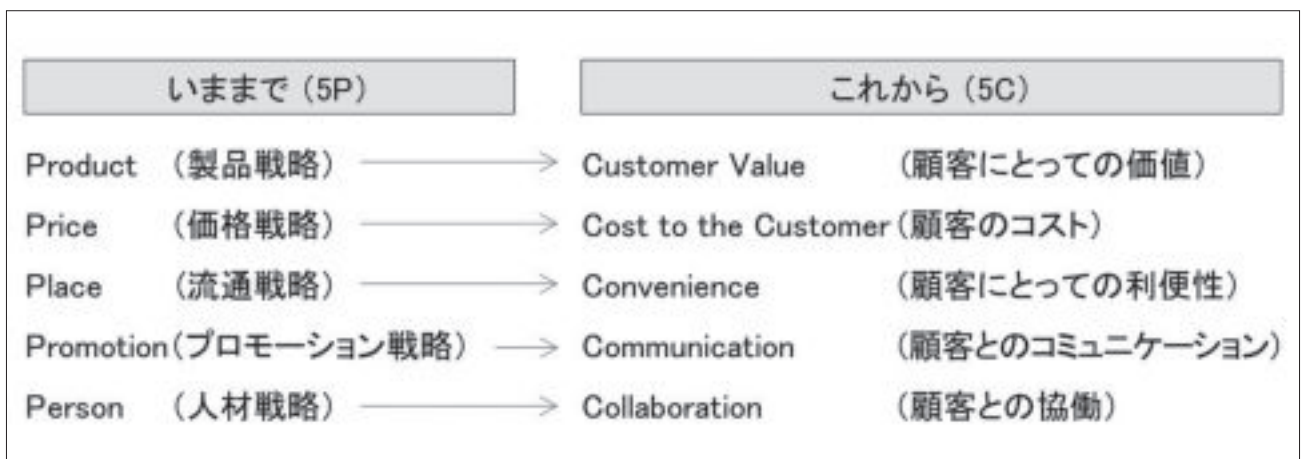 いままで（5P）　これから（5C）
Product （製品戦略） → Customer Value （顧客にとっての価値）
Price （価格戦略） → Cost to the Customer（顧客のコスト）
Place （流通戦略） → Convenience （顧客にとっての利便性）
Promotion（プロモーション戦略） → Communication （顧客とのコミュニケーション）
Person （人材戦略） → Collaboration （顧客との協働）